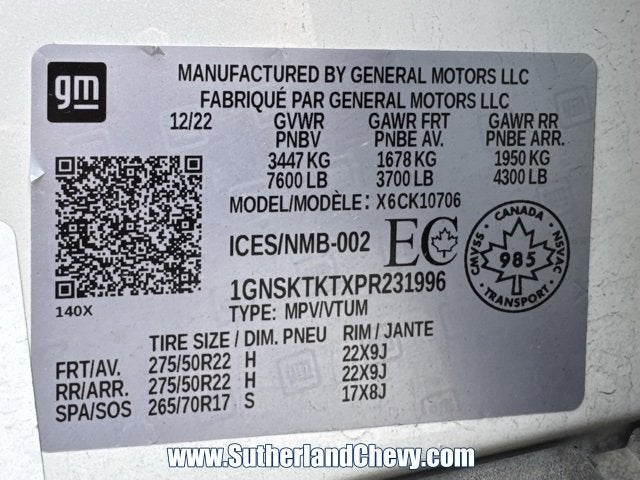 gm
MANUFACTURED BY GENERAL MOTORS LLC
FABRIQUÉ PAR GENERAL MOTORS LLC
12/22 GVWR GAWR FRT GAWR RR
PNBV PNBE AV. PNBE ARR.
3447 KG 1678 KG 1950 KG
7600 LB 3700 LB 4300 LB
MODEL/MODÈLE: X6CK10706
ICES/NMB-002 EC
CANADA
CMVSS 985 NSVAC
TRANSPORT
1GNSKTKTXPR231996
140X
TYPE: MPV/VTUM
TIRE SIZE / DIM. PNEU RIM / JANTE
FRT/AV. 275/50R22 H 22X9J
RR/ARR. 275/50R22 H 22X9J
SPA/SOS 265/70R17 S 17X8J
www.SutherlandChevy.com